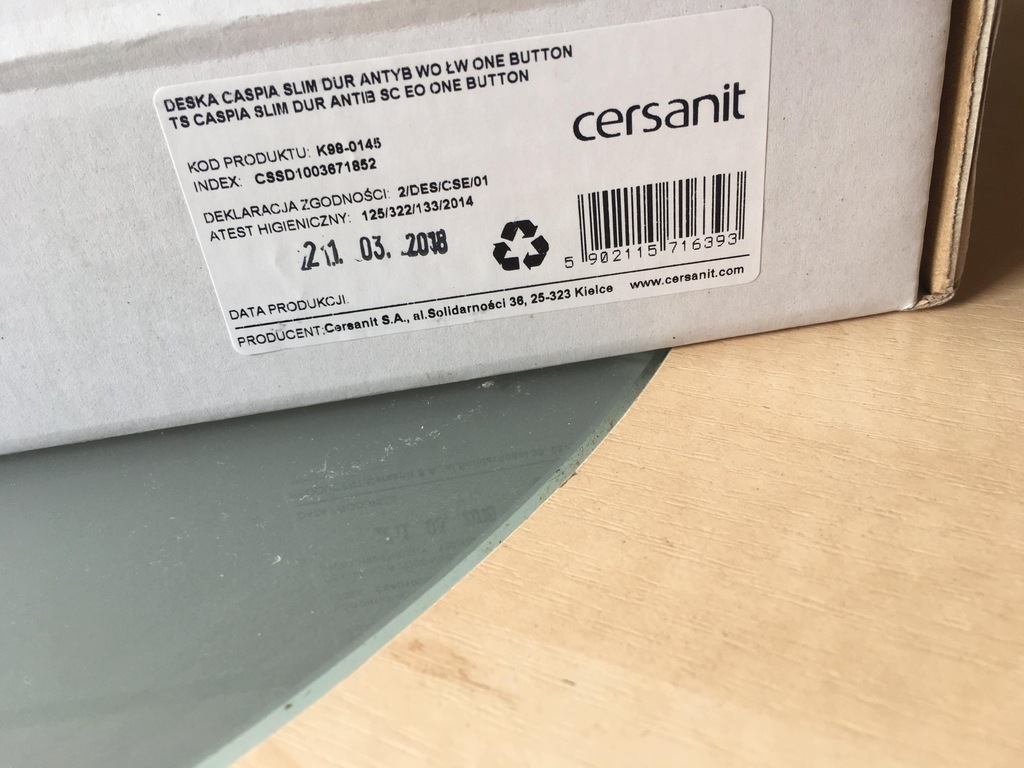 DESKA CASPIA SLIM DUR ANTYB WO ŁW ONE BUTTON
TS CASPIA SLIM DUR ANTIB SC EO ONE BUTTON
cersanit
KOD PRODUKTU: K98-0145
INDEX: CSSD1003671852
DEKLARACJA ZGODNOŚCI: 2/DES/CSE/01
ATEST HIGIENICZNY: 125/322/133/2014
21. 03. 2018
5 902115 716393
DATA PRODUKCJI.
www.cersanit.com
PRODUCENT:Cersanit S.A., al.Solidarności 36, 25-323 Kielce